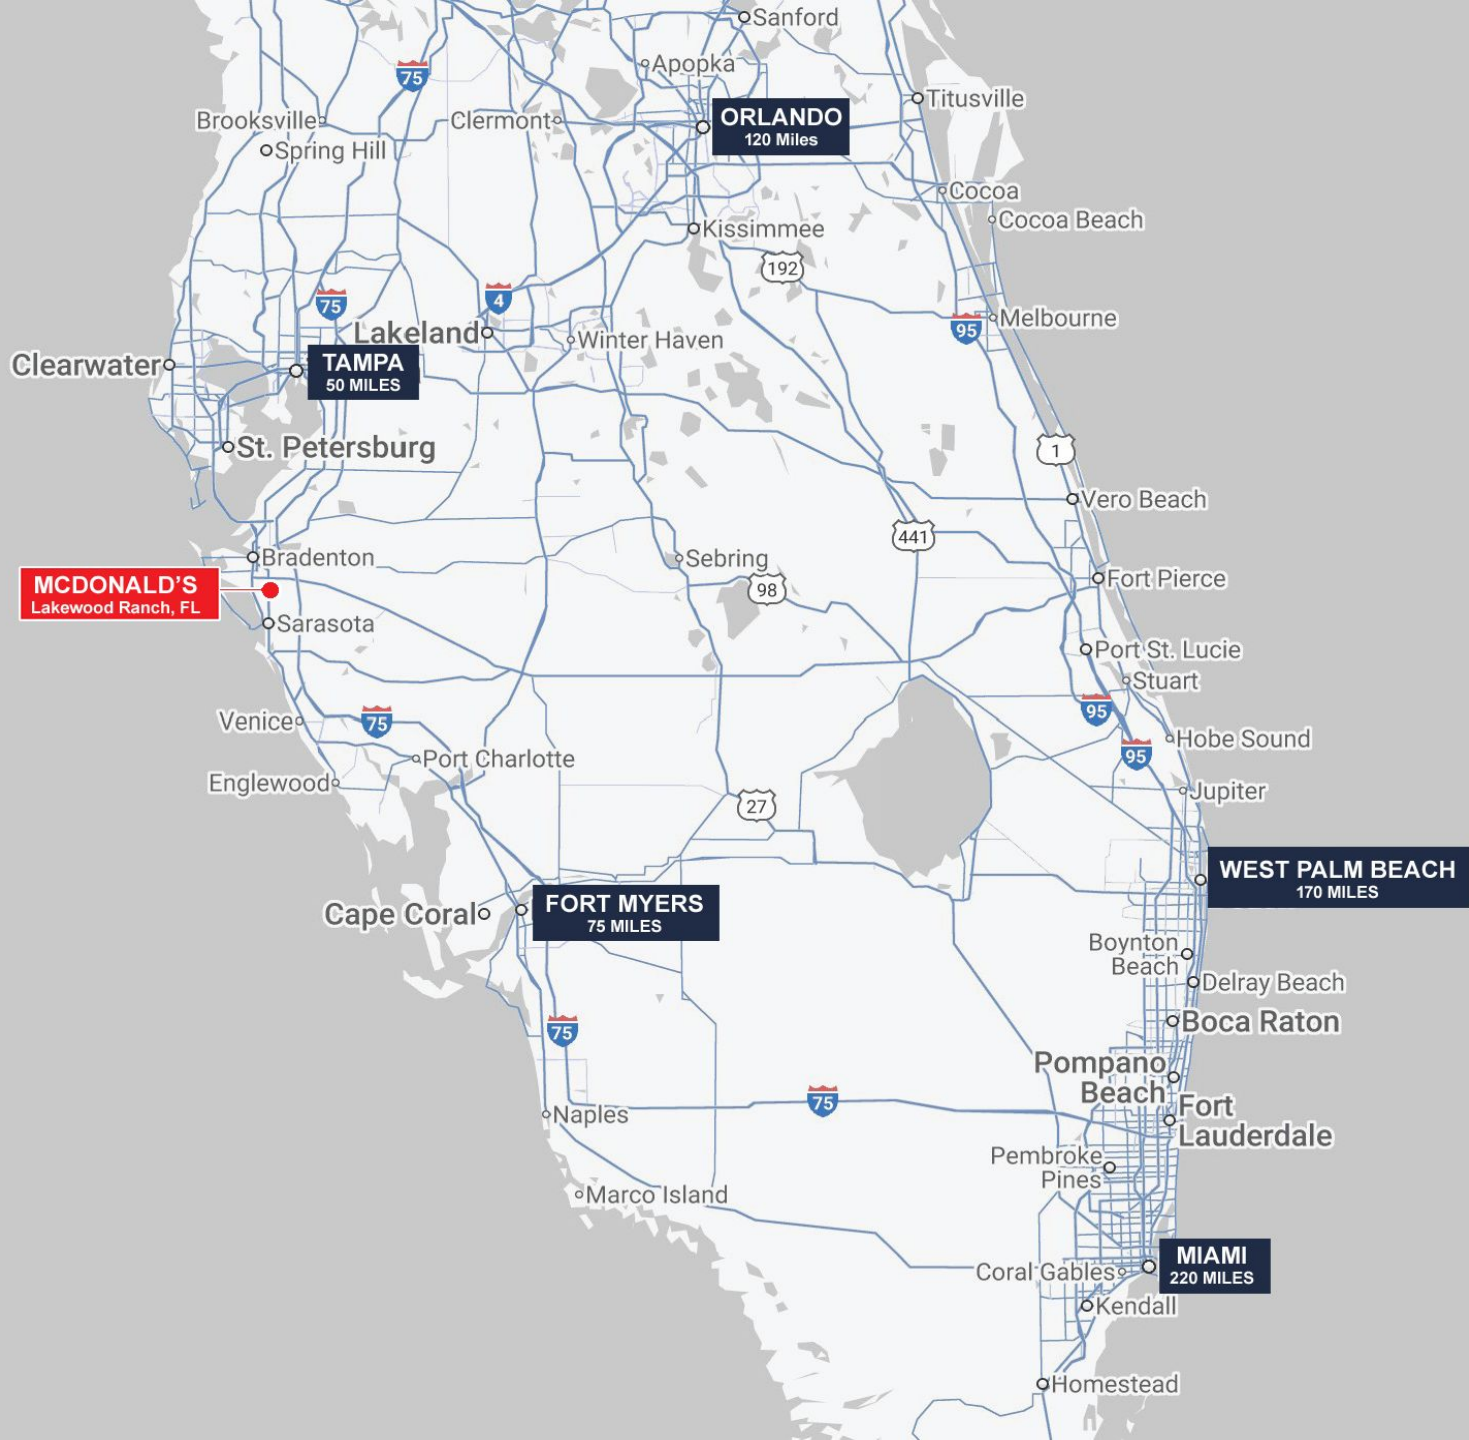 Sanford
Apopka
75
Titusville
Brooksville
Clermont
ORLANDO
120 Miles
Spring Hill
Cocoa
Cocoa Beach
Kissimmee
192
75
4
Lakeland
Winter Haven
95
Melbourne
Clearwater
TAMPA
50 MILES
St. Petersburg
1
Vero Beach
441
Bradenton
Sebring
98
Fort Pierce
MCDONALD'S
Lakewood Ranch, FL
Sarasota
Port St. Lucie
Stuart
95
Venice
75
Hobe Sound
95
Port Charlotte
Englewood
Jupiter
27
WEST PALM BEACH
170 MILES
Cape Coral
FORT MYERS
75 MILES
Boynton
Beach
Delray Beach
Boca Raton
75
Pompano
Beach
75
Fort
Lauderdale
Naples
Pembroke
Pines
Marco Island
MIAMI
220 MILES
Coral Gables
Kendall
Homestead